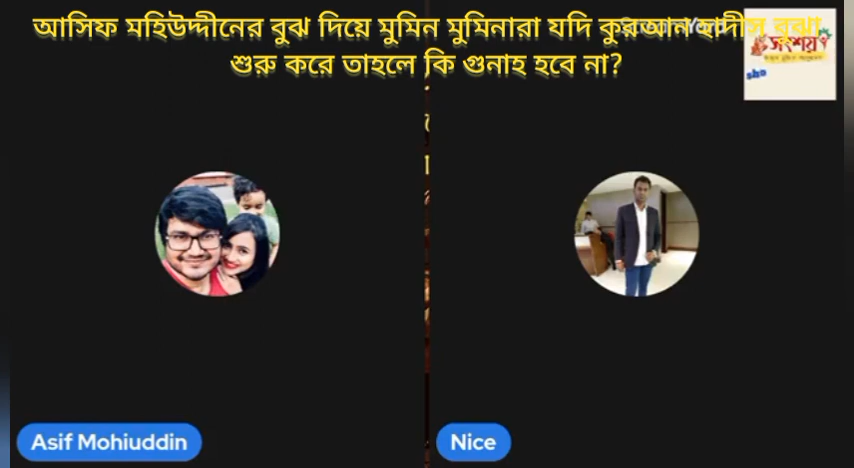 আসিফ মহিউদ্দীনের বুঝ দিয়ে মুমিন মুমিনারা যদি কুরআন হাদীস বুঝা
শুরু করে তাহলে কি গুনাহ হবে না?
সংশয়
Asif Mohiuddin
Nice